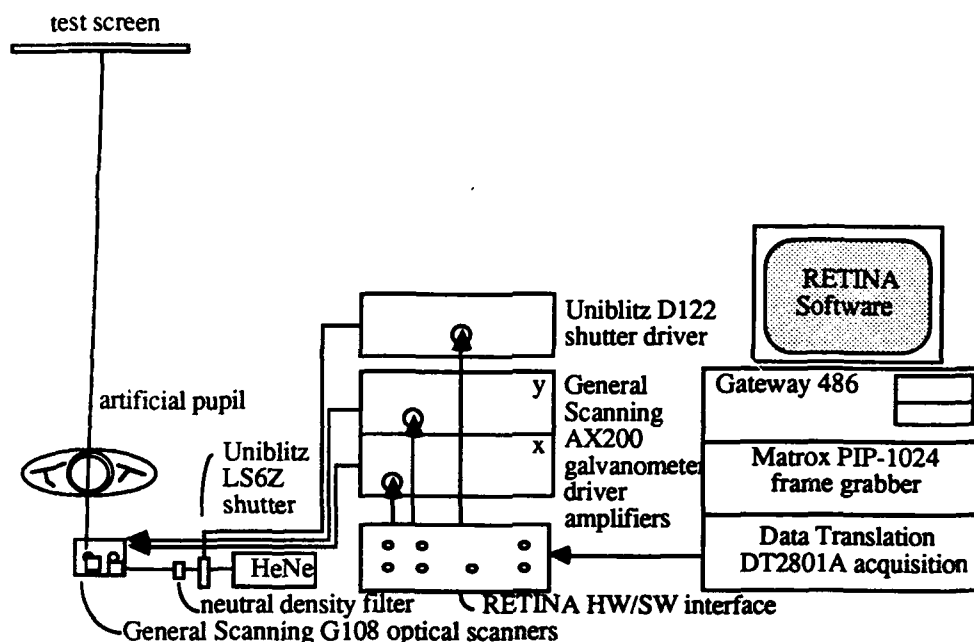 test screen
artificial pupil
Uniblitz
LS6Z
shutter
HeNe
neutral density filter
General Scanning G108 optical scanners
Uniblitz D122
shutter driver
y
x
General
Scanning
AX200
galvanometer
driver
amplifiers
RETINA HW/SW interface
RETINA
Software
Gateway 486
Matrox PIP-1024
frame grabber
Data Translation
DT2801A acquisition